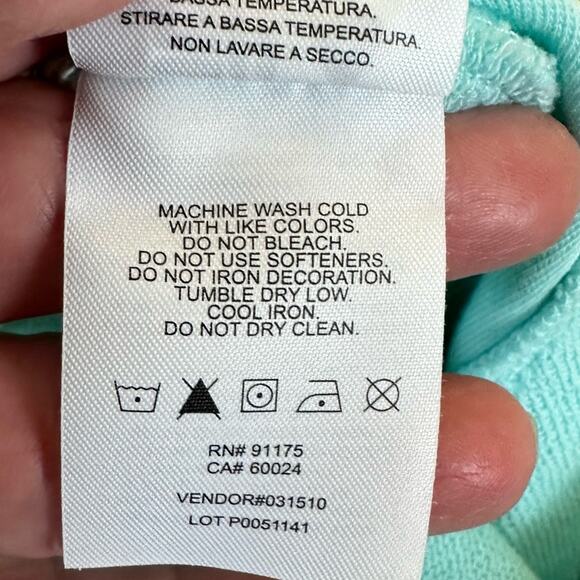 BASSA TEMPERATURA.
STIRARE A BASSA TEMPERATURA.
NON LAVARE A SECCO.
MACHINE WASH COLD
WITH LIKE COLORS.
DO NOT BLEACH.
DO NOT USE SOFTENERS.
DO NOT IRON DECORATION.
TUMBLE DRY LOW.
COOL IRON.
DO NOT DRY CLEAN.
RN# 91175
CA# 60024
VENDOR#031510
LOT P0051141